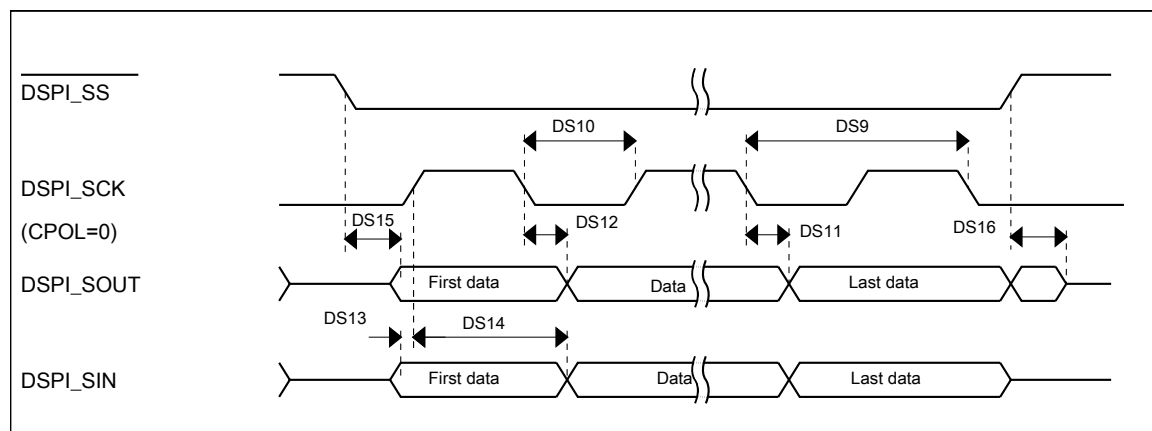 DSPI_SS
DS10
DS9
DSPI_SCK
(CPOL=0)
DS15
DS12
DS11
DS16
DSPI_SOUT
First data
Data
Last data
DS13
DS14
DSPI_SIN
First data
Data
Last data